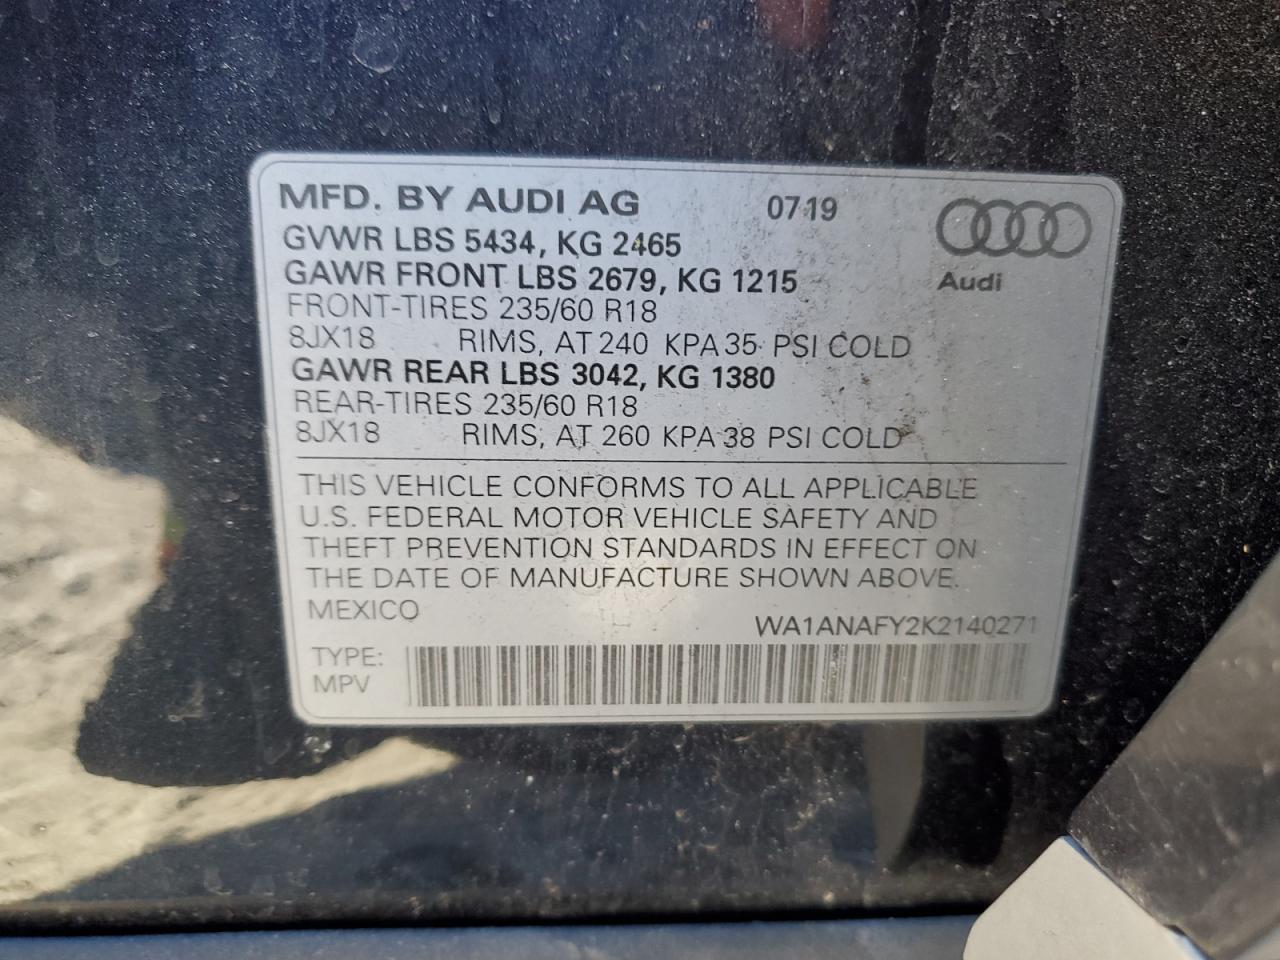 MFD. BY AUDI AG 07-19
GVWR LBS 5434, KG 2465
GAWR FRONT LBS 2679, KG 1215
Audi
FRONT-TIRES 235/60 R18
8JX18 RIMS, AT 240 KPA 35 PSI COLD
GAWR REAR LBS 3042, KG 1380
REAR-TIRES 235/60 R18
8JX18 RIMS, AT 260 KPA 38 PSI COLD
THIS VEHICLE CONFORMS TO ALL APPLICABLE
U.S. FEDERAL MOTOR VEHICLE SAFETY AND
THEFT PREVENTION STANDARDS IN EFFECT ON
THE DATE OF MANUFACTURE SHOWN ABOVE.
MEXICO
WA1ANAFY2K2140271
TYPE:
MPV